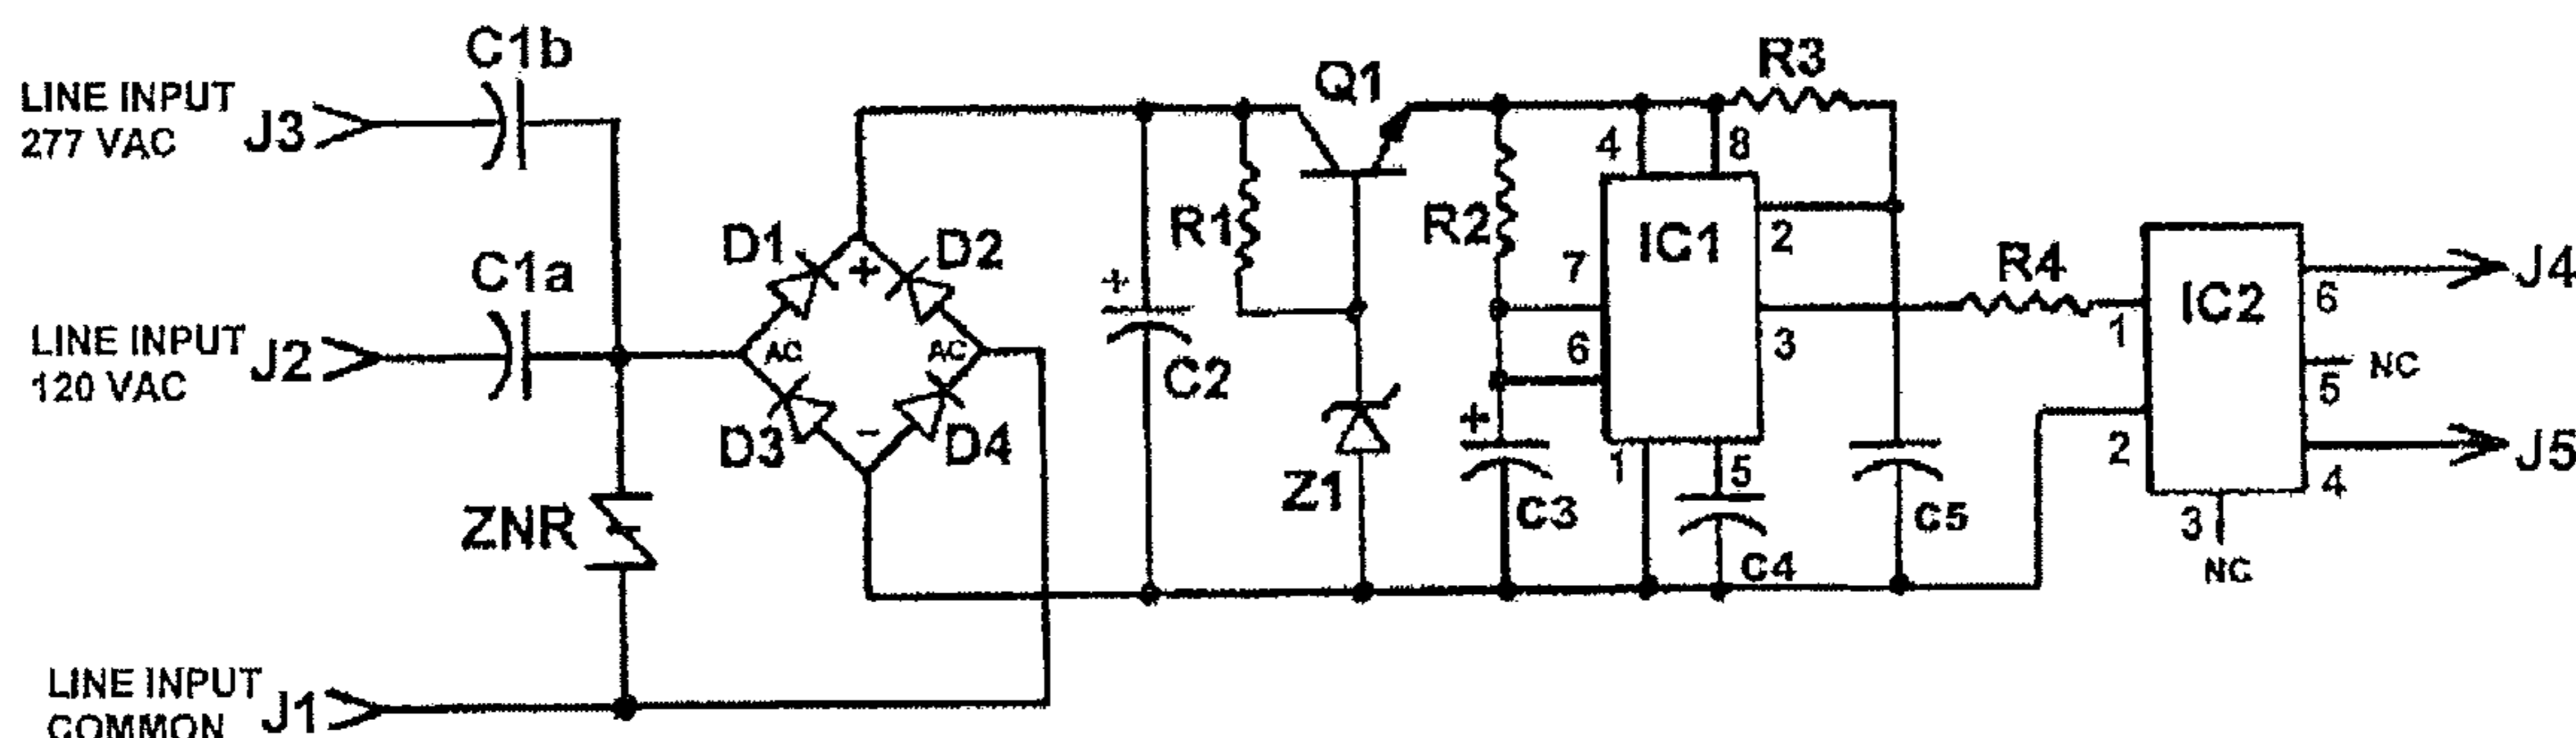 C1b
LINE INPUT
277 VAC
J3
C1a
LINE INPUT
120 VAC
J2
ZNR
LINE INPUT
COMMON
J1
D1
D2
+
AC
AC
-
D3
D4
+
C2
R1
Q1
Z1
R2
+
C3
4
8
7
6
IC1
2
3
1
5
C4
R3
C5
R4
1
2
IC2
6
5
NC
4
3
NC
J4
J5